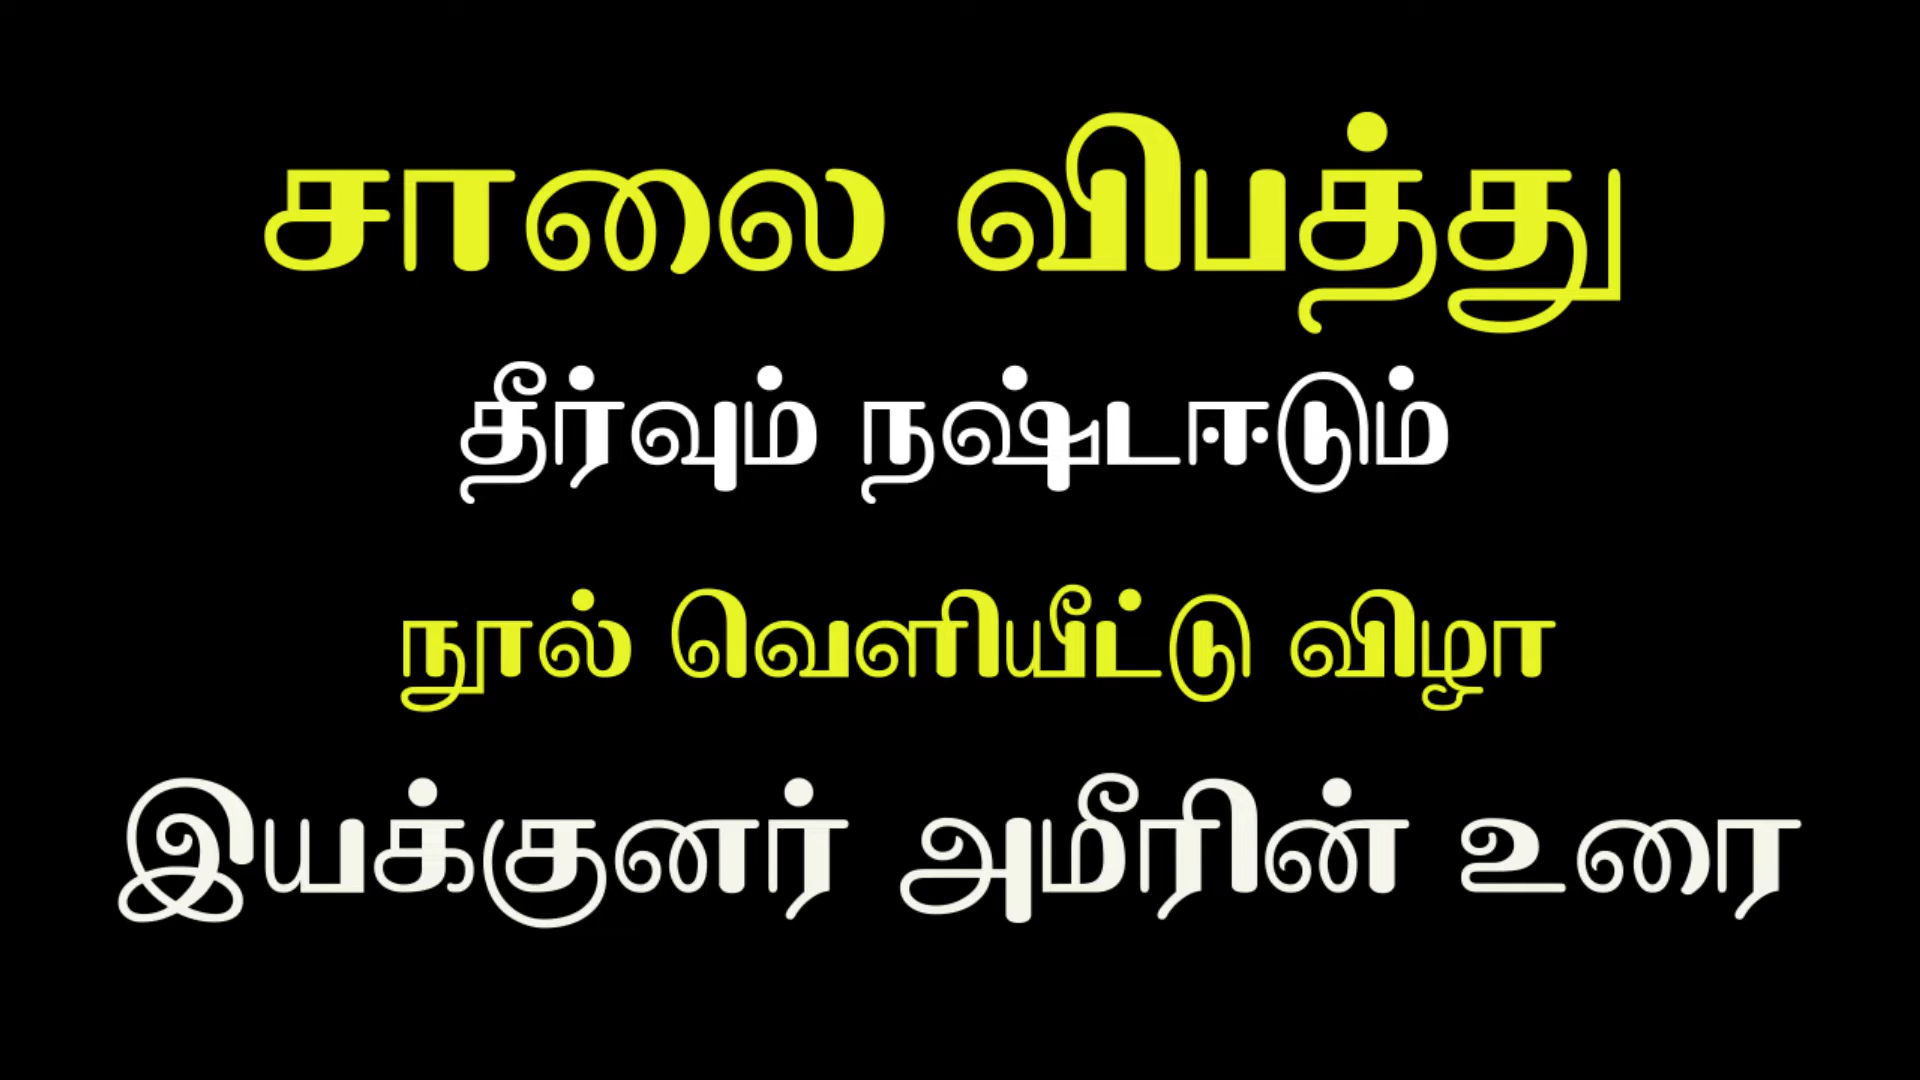 சாலை விபத்து
தீர்வும் நஷ்டஈடும்
நூல் வெளியீட்டு விழா
இயக்குனர் அமீரின் உரை